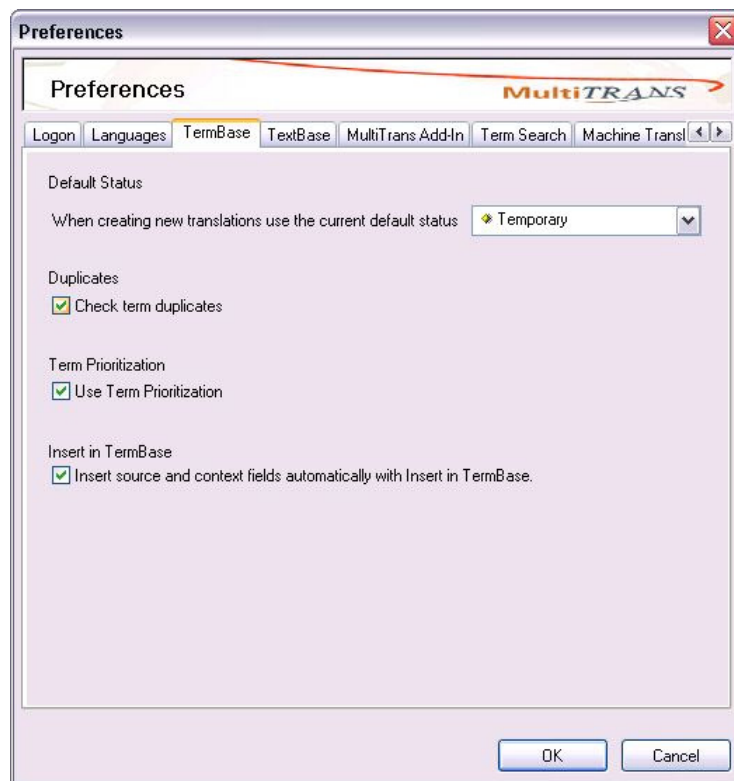 Preferences
Preferences
MultiTRANS
Logon Languages TermBase TextBase MultiTrans Add-In Term Search Machine Transl
Default Status
When creating new translations use the current default status Temporary
Duplicates
Check term duplicates
Term Prioritization
Use Term Prioritization
Insert in TermBase
Insert source and context fields automatically with Insert in TermBase.
OK Cancel